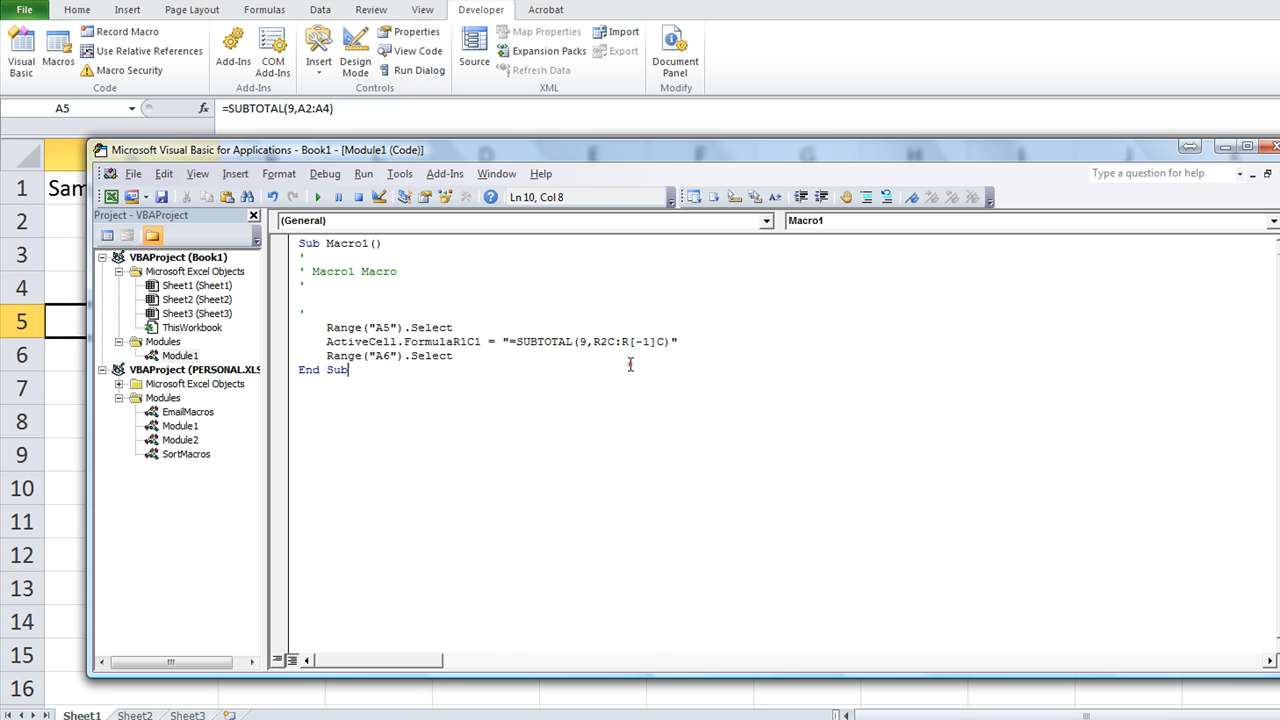 File Home Insert Page Layout Formulas Data Review View Developer Acrobat
Visual Basic
Macros
Record Macro
Use Relative References
Macro Security
Code
Add-Ins
COM Add-Ins
Add-Ins
Insert
Design Mode
Properties
View Code
Run Dialog
Controls
Source
Map Properties
Expansion Packs
Refresh Data
Import
Export
XML
Document Panel
Modify
A5 fx =SUBTOTAL(9,A2:A4)
Microsoft Visual Basic for Applications - Book1 - [Module1 (Code)]
File Edit View Insert Format Debug Run Tools Add-Ins Window Help Type a question for help
Ln 10, Col 8
Project - VBAProject
(General) Macro1
VBAProject (Book1)
Microsoft Excel Objects
Sheet1 (Sheet1)
Sheet2 (Sheet2)
Sheet3 (Sheet3)
ThisWorkbook
Modules
Module1
VBAProject (PERSONAL.XLS
Microsoft Excel Objects
Modules
EmailMacros
Module1
Module2
SortMacros
Sub Macro1()
'
' Macro1 Macro
'
'
Range("A5").Select
ActiveCell.FormulaR1C1 = "=SUBTOTAL(9,R2C:R[-1]C)"
Range("A6").Select
End Sub
1 Sam
2
3
4
5
6
7
8
9
10
11
12
13
14
15
16
Sheet1 Sheet2 Sheet3